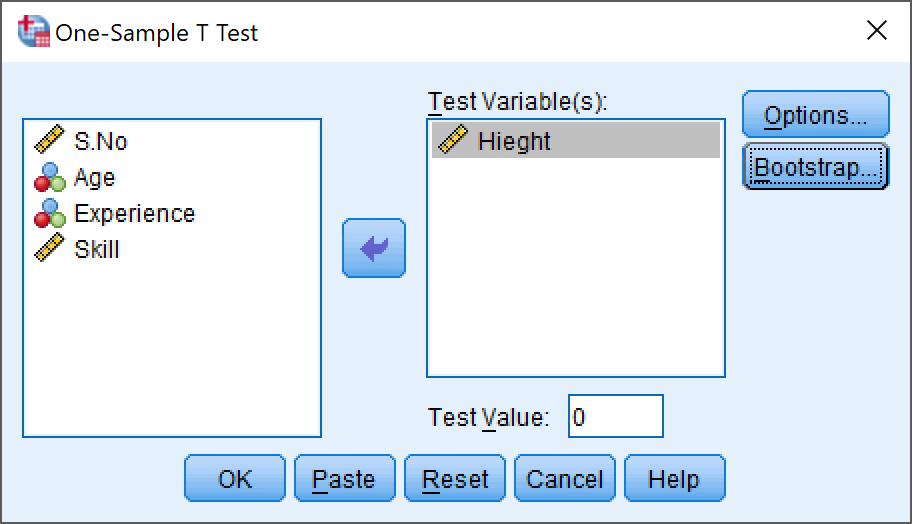 One-Sample T Test
S.No
Age
Experience
Skill
Test Variable(s):
Hieght
Options...
Bootstrap...
Test Value: 0
OK Paste Reset Cancel Help